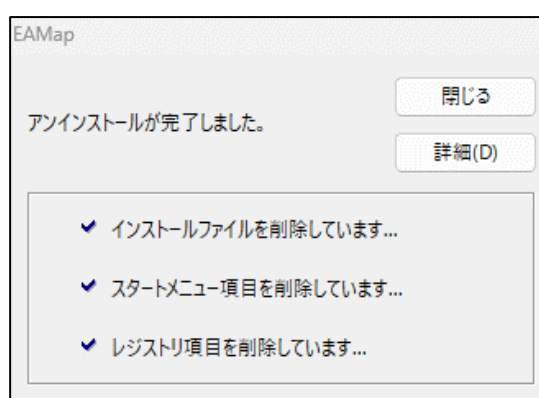 EAMap
閉じる
アンインストールが完了しました。
詳細(D)
インストールファイルを削除しています...
スタートメニュー項目を削除しています...
レジストリ項目を削除しています...